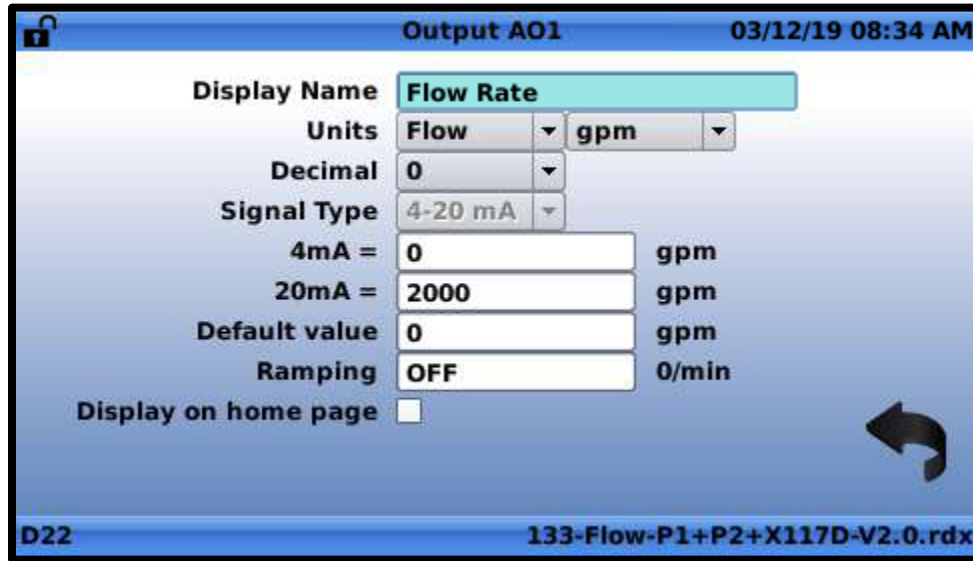 Output AO1 03/12/19 08:34 AM
Display Name Flow Rate
Units Flow gpm
Decimal 0
Signal Type 4-20 mA
4mA = 0 gpm
20mA = 2000 gpm
Default value 0 gpm
Ramping OFF 0/min
Display on home page
D22 133-Flow-P1+P2+X117D-V2.0.rdx